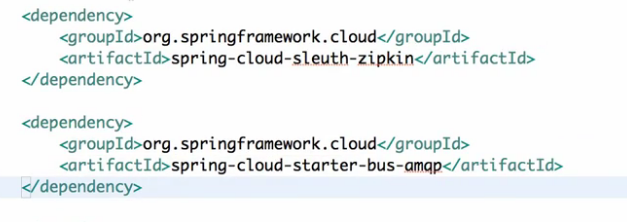 <dependency>
<groupId>org.springframework.cloud</groupId>
<artifactId>spring-cloud-sleuth-zipkin</artifactId>
</dependency>
<dependency>
<groupId>org.springframework.cloud</groupId>
<artifactId>spring-cloud-starter-bus-amqp</artifactId>
</dependency>